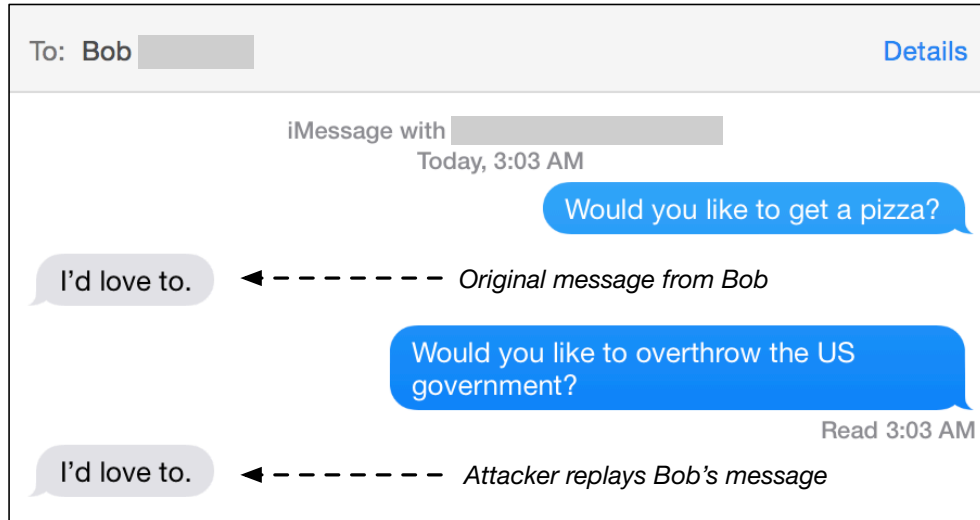 To: Bob
Details
iMessage with
Today, 3:03 AM
Would you like to get a pizza?
I’d love to.
Original message from Bob
Would you like to overthrow the US
government?
Read 3:03 AM
I’d love to.
Attacker replays Bob’s message